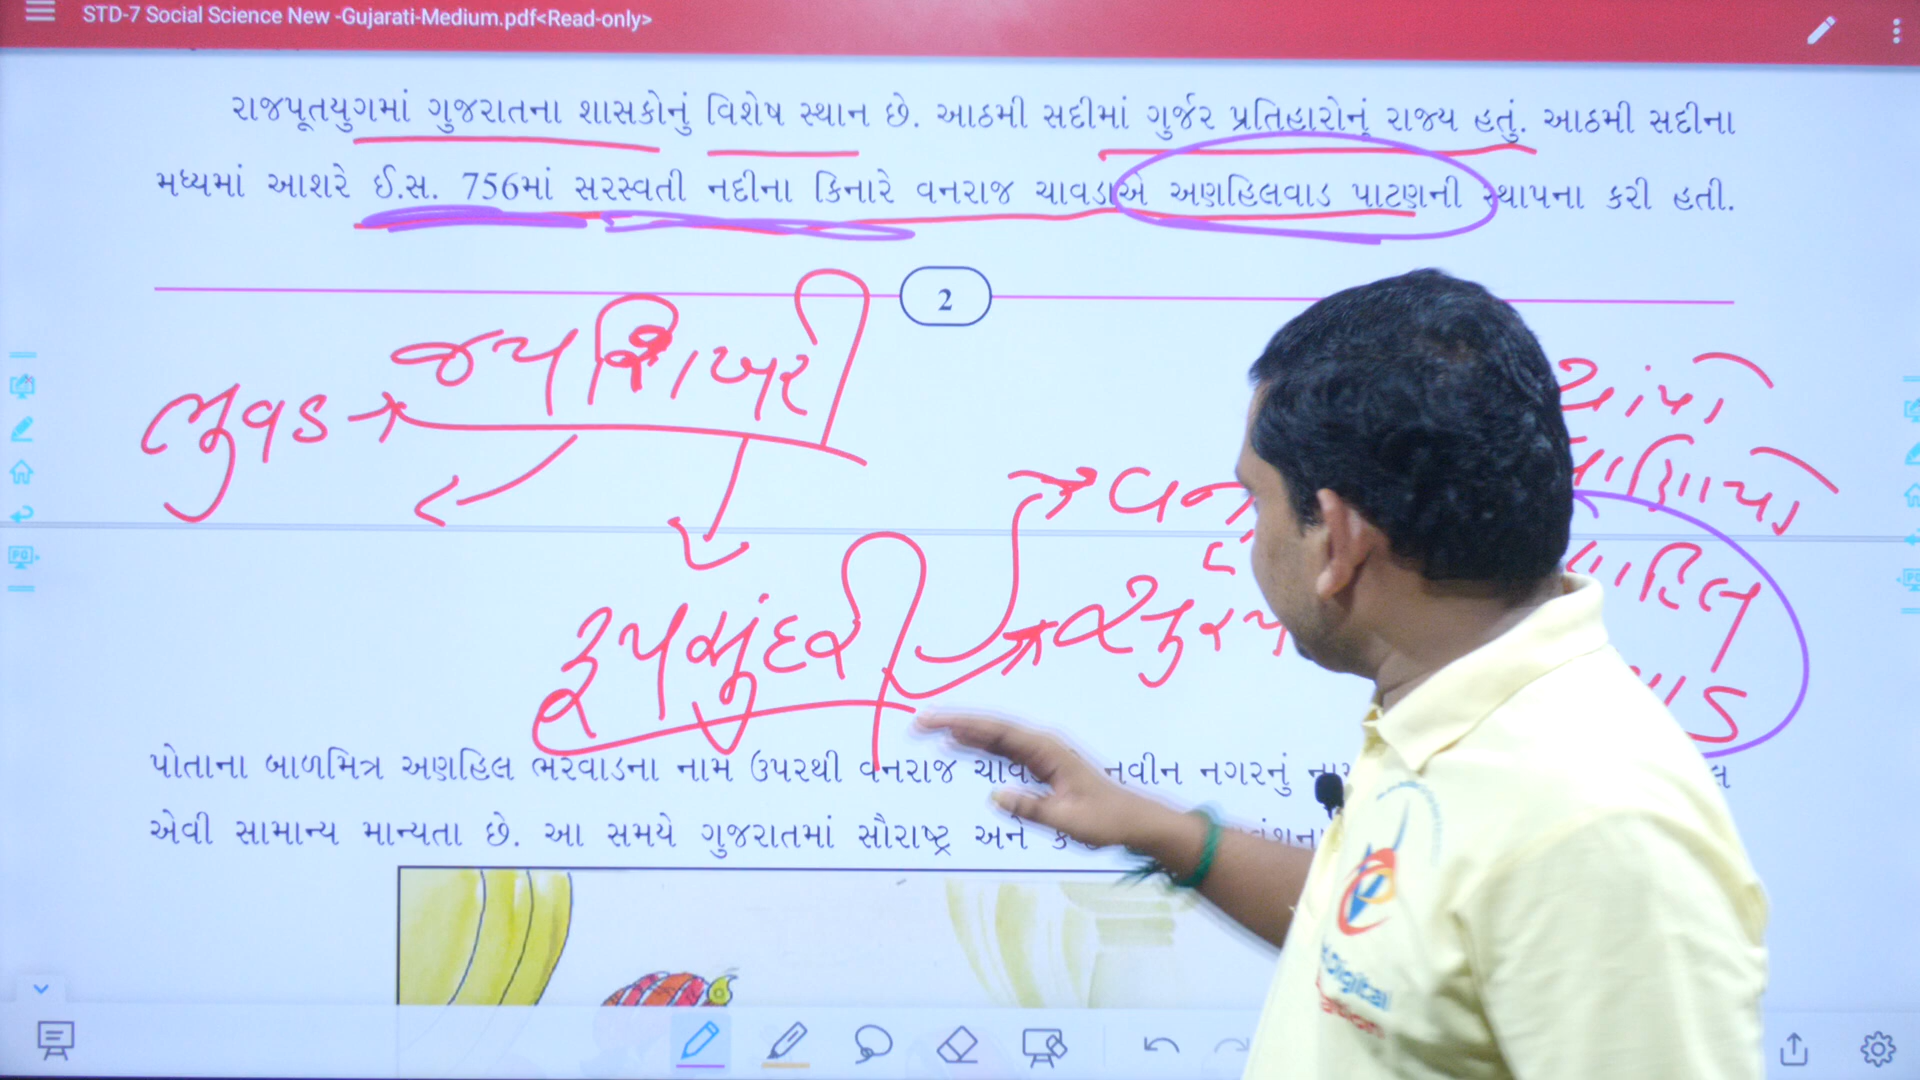 STD-7 Social Science New -Gujarati-Medium.pdf<Read-only>
રાજપૂતયુગમાં ગુજરાતના શાસકોનું વિશેષ સ્થાન છે. આઠમી સદીમાં ગુર્જર પ્રતિહારોનું રાજ્ય હતું. આઠમી સદીના
મધ્યમાં આશરે ઈ.સ. 756માં સરસ્વતી નદીના કિનારે વનરાજ ચાવડાએ અણહિલવાડ પાટણની સ્થાપના કરી હતી.
2
જયશિખરી
ભુવડ
ચાંપો
રૂપસુંદરી
પોતાના બાળમિત્ર અણહિલ ભરવાડના નામ ઉપરથી વનરાજ નવીન નગરનું
એવી સામાન્ય માન્યતા છે. આ સમયે ગુજરાતમાં સૌરાષ્ટ્ર અને